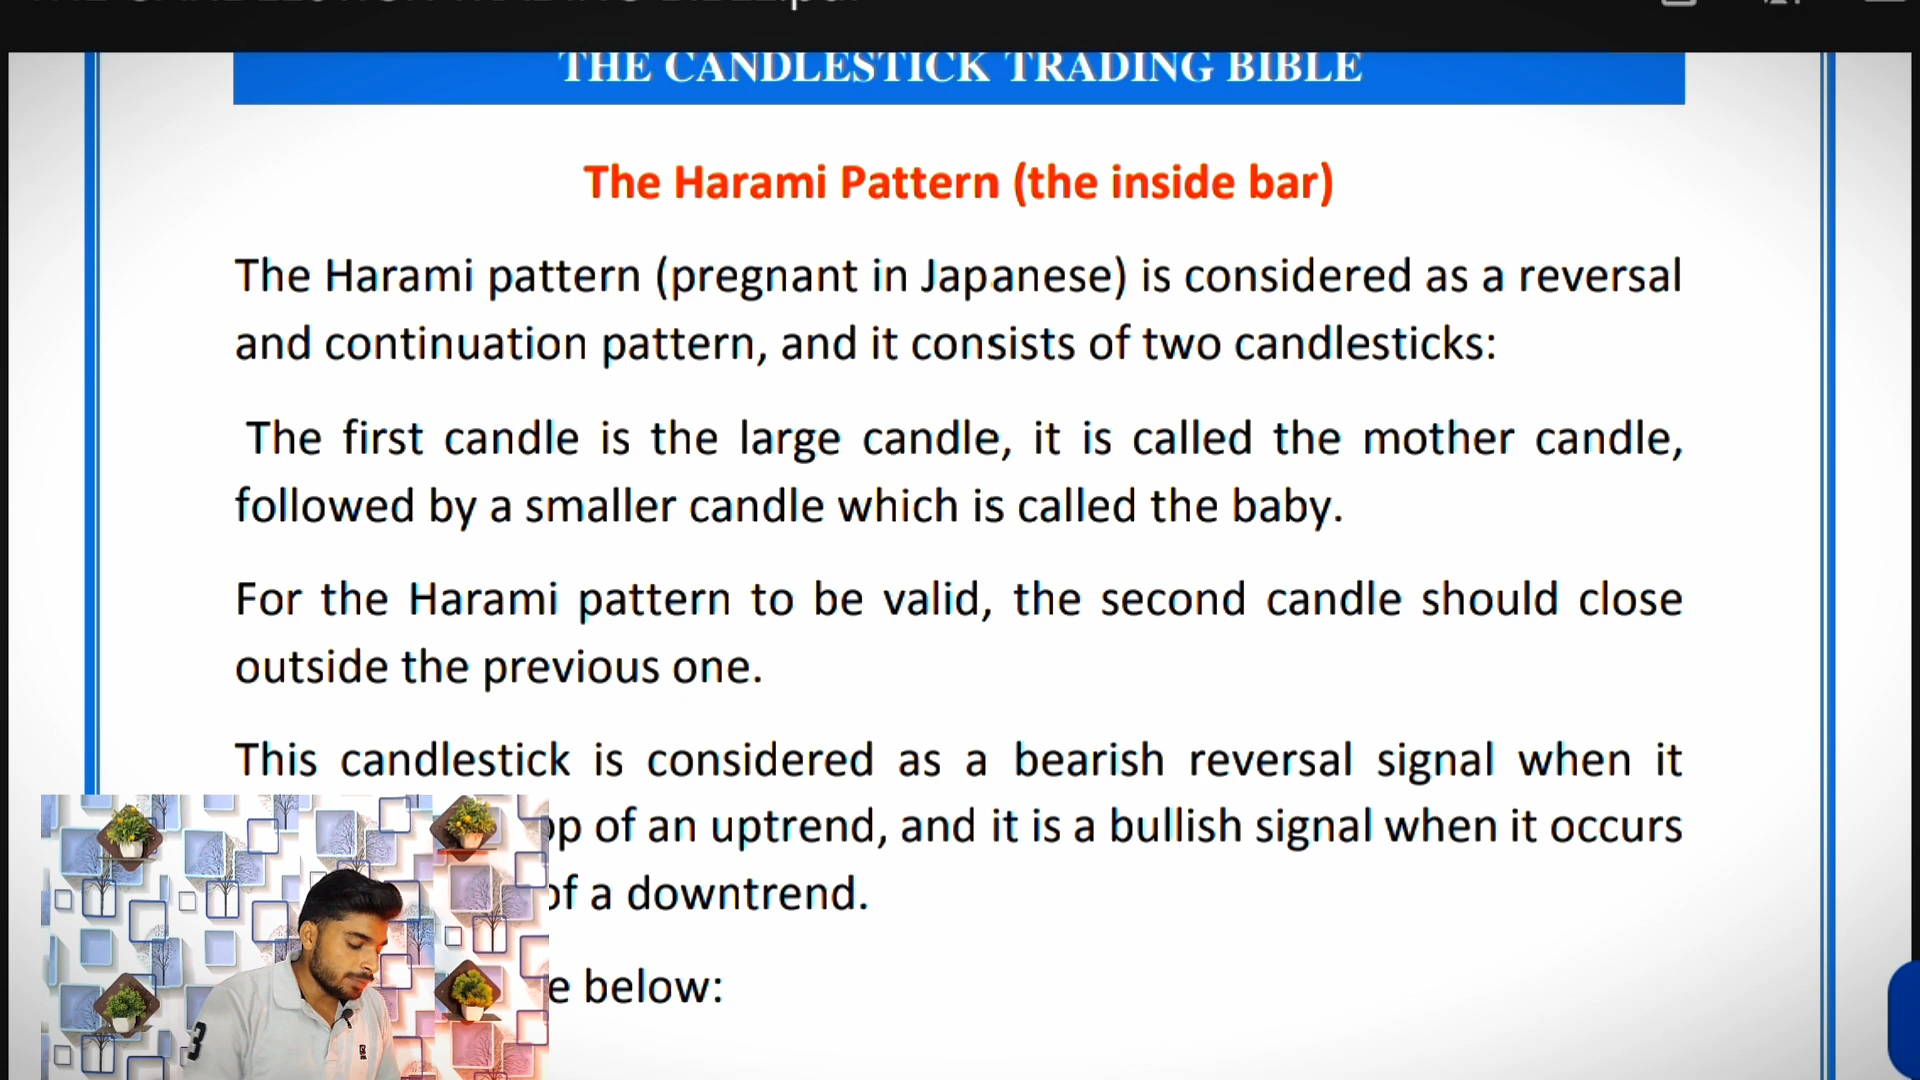 THE CANDLESTICK TRADING BIBLE
The Harami Pattern (the inside bar)
The Harami pattern (pregnant in Japanese) is considered as a reversal
and continuation pattern, and it consists of two candlesticks:
The first candle is the large candle, it is called the mother candle,
followed by a smaller candle which is called the baby.
For the Harami pattern to be valid, the second candle should close
outside the previous one.
This candlestick is considered as a bearish reversal signal when it
of an uptrend, and it is a bullish signal when it occurs
of a downtrend.
below:
3